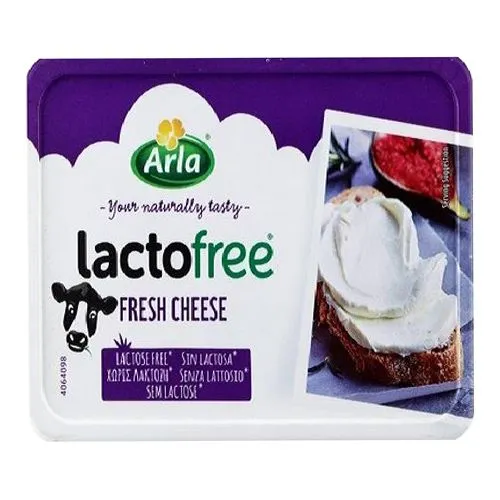 Arla
- Your naturally tasty -
lactofree®
FRESH CHEESE
LACTOSE FREE* SIN LACTOSA*
ΧΩΡΙΣ ΛΑΚΤΟΖΗ* SENZA LATTOSIO*
SEM LACTOSE*
4064098
Serving Suggestion